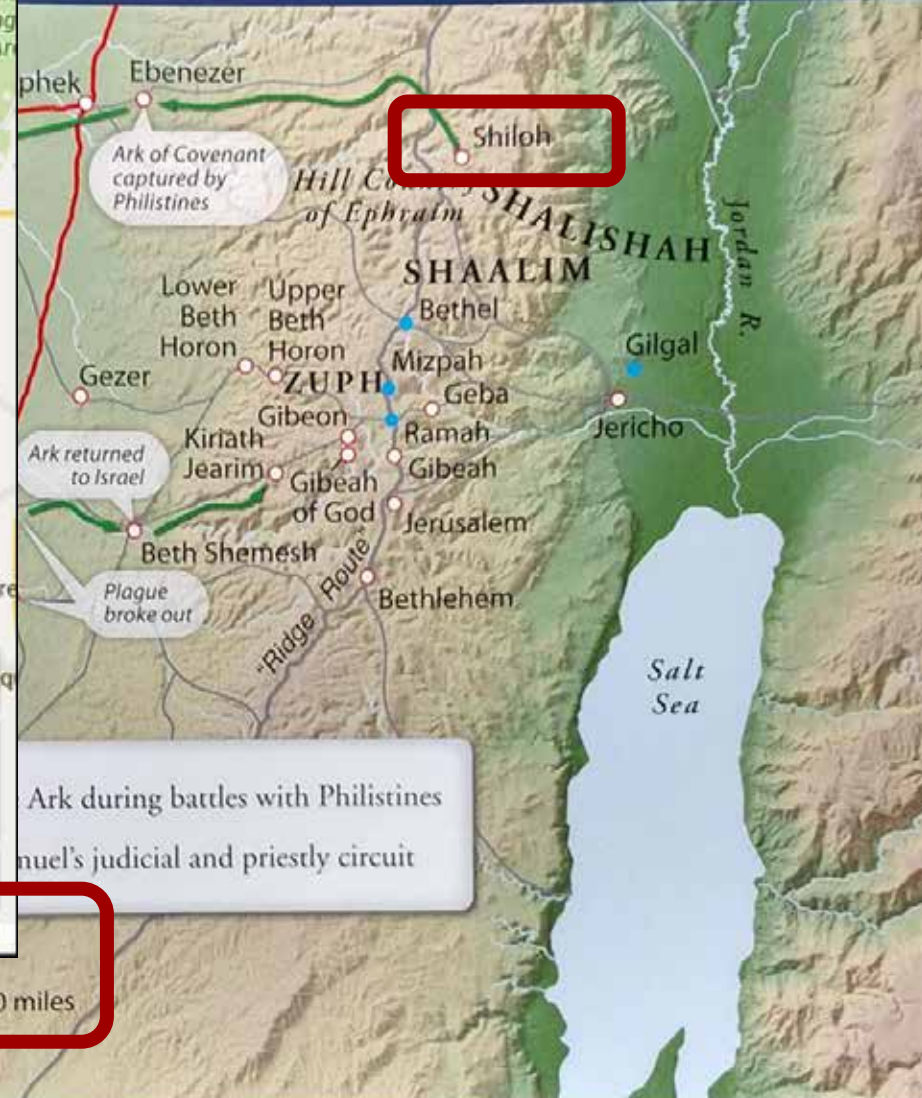 phek
Ebenezer
Ark of Covenant
captured by
Philistines
Shiloh
Hill Country
of Ephraim
SHALISHAH
SHAALIM
Jordan R.
Lower
Beth
Horon
Upper
Beth
Horon
Bethel
Mizpah
Gilgal
Gezer
ZUPH
Geba
Gibeon
Ramah
Jericho
Kiriath
Jearim
Gibeah
Gibeah
of God
Ark returned
to Israel
Jerusalem
Beth Shemesh
Plague
broke out
"Ridge Route"
Bethlehem
Salt
Sea
Ark during battles with Philistines
nuel's judicial and priestly circuit
0 miles